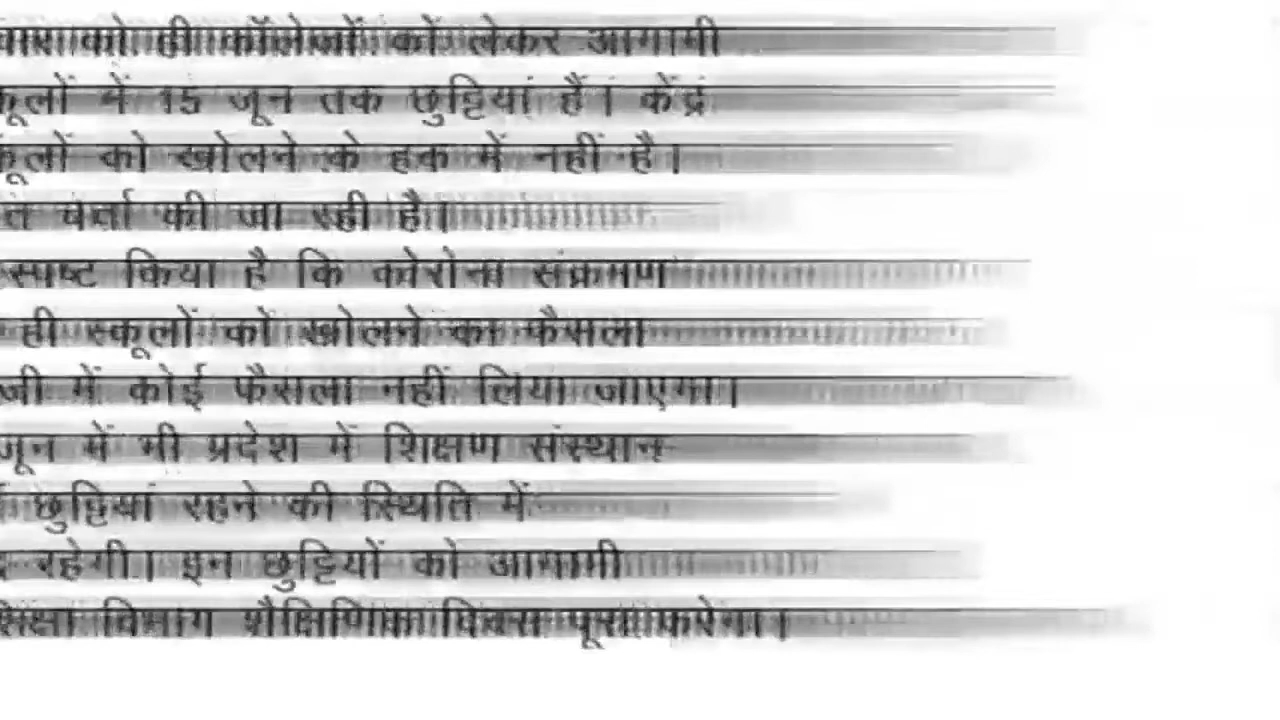 को ही कॉलेजों को लेकर आगामी
में 15 जून तक छुट्टियां हैं। केंद्र
को खोलने के हक में नहीं है।
चर्चा की जा रही है।
स्पष्ट किया है कि कोरोना संक्रमण
ही स्कूलों को खोलने का फैसला
में कोई फैसला नहीं लिया जाएगा।
जून में भी प्रदेश में शिक्षण संस्थान
छुट्टियां रहने की स्थिति में
रहेगी। इन छुट्टियों को आगामी
विभाग पूरा करेगा।